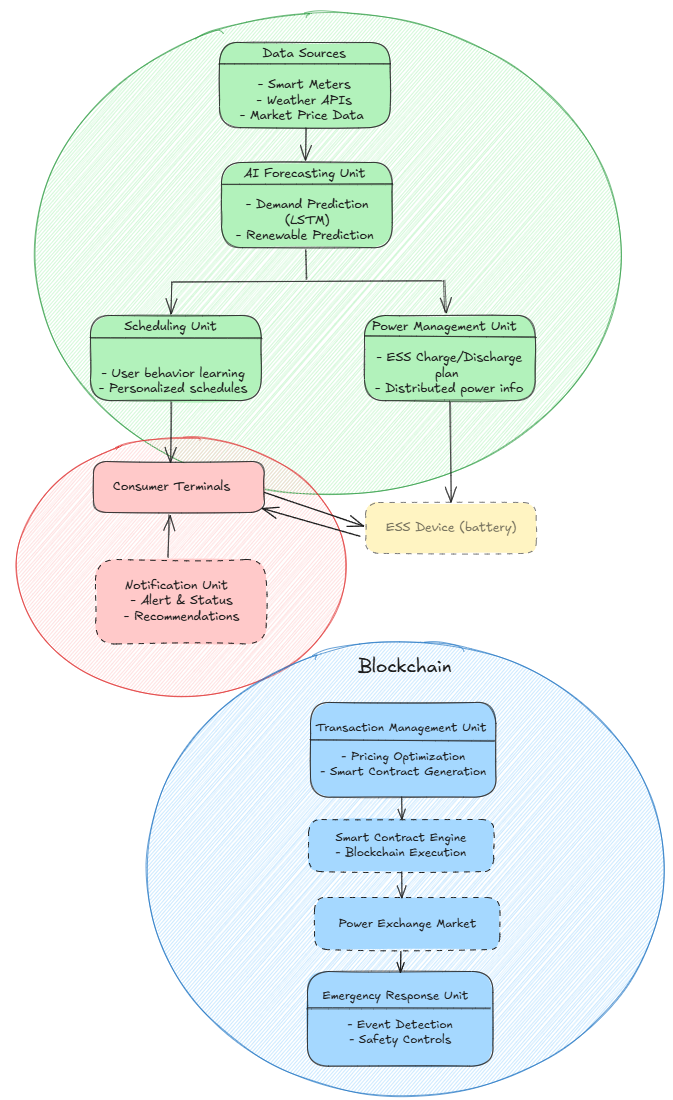 Data Sources
- Smart Meters
- Weather APIs
- Market Price Data
AI Forecasting Unit
- Demand Prediction
(LSTM)
- Renewable Prediction
Scheduling Unit
- User behavior learning
- Personalized schedules
Power Management Unit
- ESS Charge/Discharge
plan
- Distributed power info
Consumer Terminals
ESS Device (battery)
Notification Unit
- Alert & Status
- Recommendations
Blockchain
Transaction Management Unit
- Pricing Optimization
- Smart Contract Generation
Smart Contract Engine
- Blockchain Execution
Power Exchange Market
Emergency Response Unit
- Event Detection
- Safety Controls